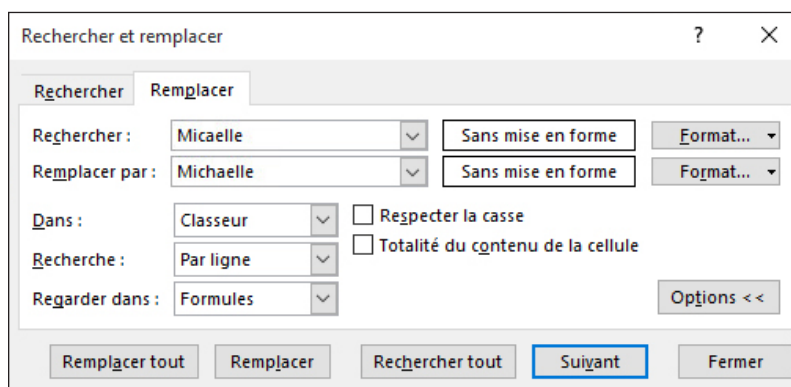 Rechercher et remplacer ?
Rechercher Remplacer
Rechercher : Micaelle Sans mise en forme Format...
Remplacer par : Michaelle Sans mise en forme Format...
Dans : Classeur Respecter la casse
Totalité du contenu de la cellule
Recherche : Par ligne
Regarder dans : Formules Options <<
Remplacer tout Remplacer Rechercher tout Suivant Fermer